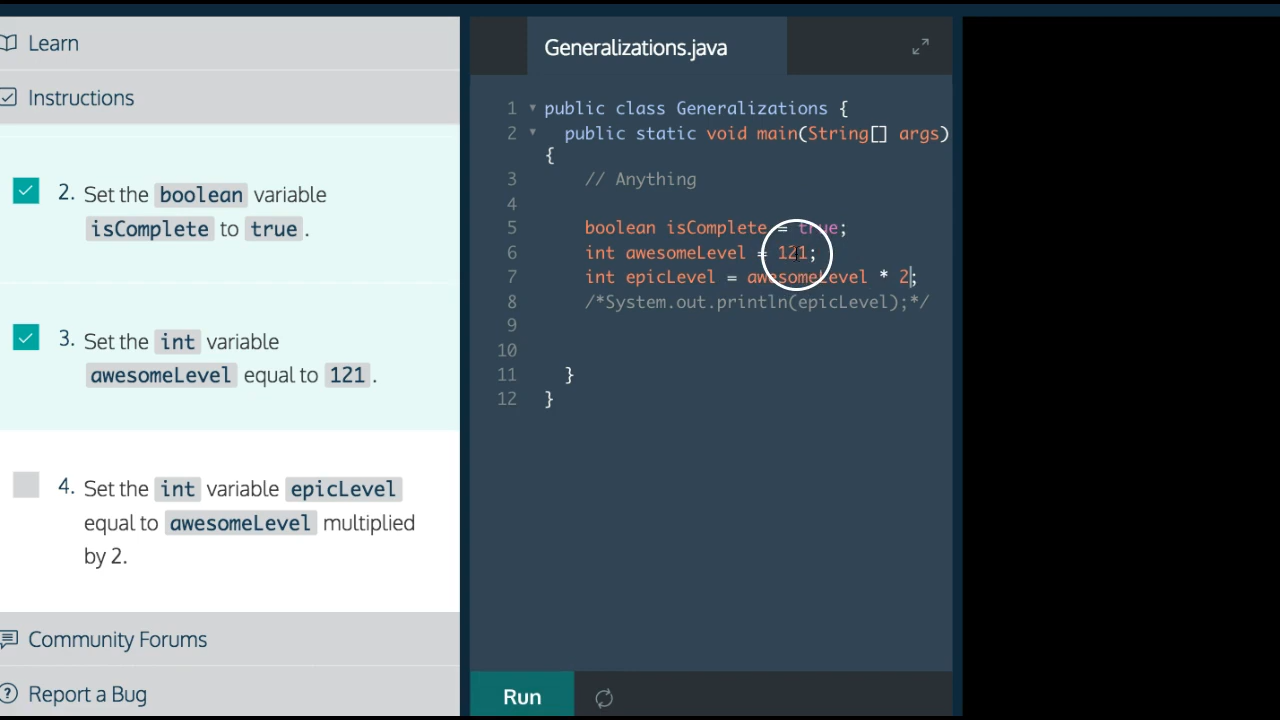 Learn
Instructions
2. Set the boolean variable
isComplete to true.
3. Set the int variable
awesomeLevel equal to 121.
4. Set the int variable epicLevel
equal to awesomeLevel multiplied
by 2.
Community Forums
Report a Bug
Generalizations.java
1 public class Generalizations {
2 public static void main(String[] args)
{
3 // Anything
4
5 boolean isComplete = true;
6 int awesomeLevel = 121;
7 int epicLevel = awesomeLevel * 2;
8 /*System.out.println(epicLevel);*/
9
10
11 }
12 }
Run